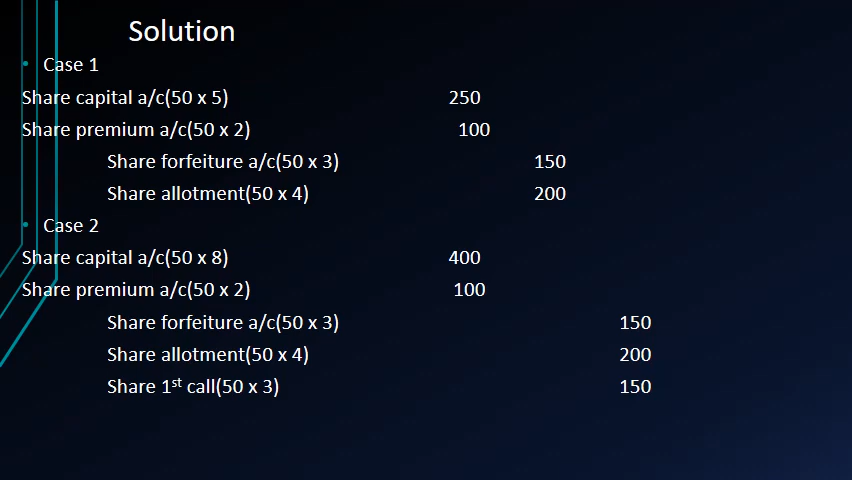 Solution
• Case 1
Share capital a/c(50 x 5) 250
Share premium a/c(50 x 2) 100
Share forfeiture a/c(50 x 3) 150
Share allotment(50 x 4) 200
• Case 2
Share capital a/c(50 x 8) 400
Share premium a/c(50 x 2) 100
Share forfeiture a/c(50 x 3) 150
Share allotment(50 x 4) 200
Share 1st call(50 x 3) 150